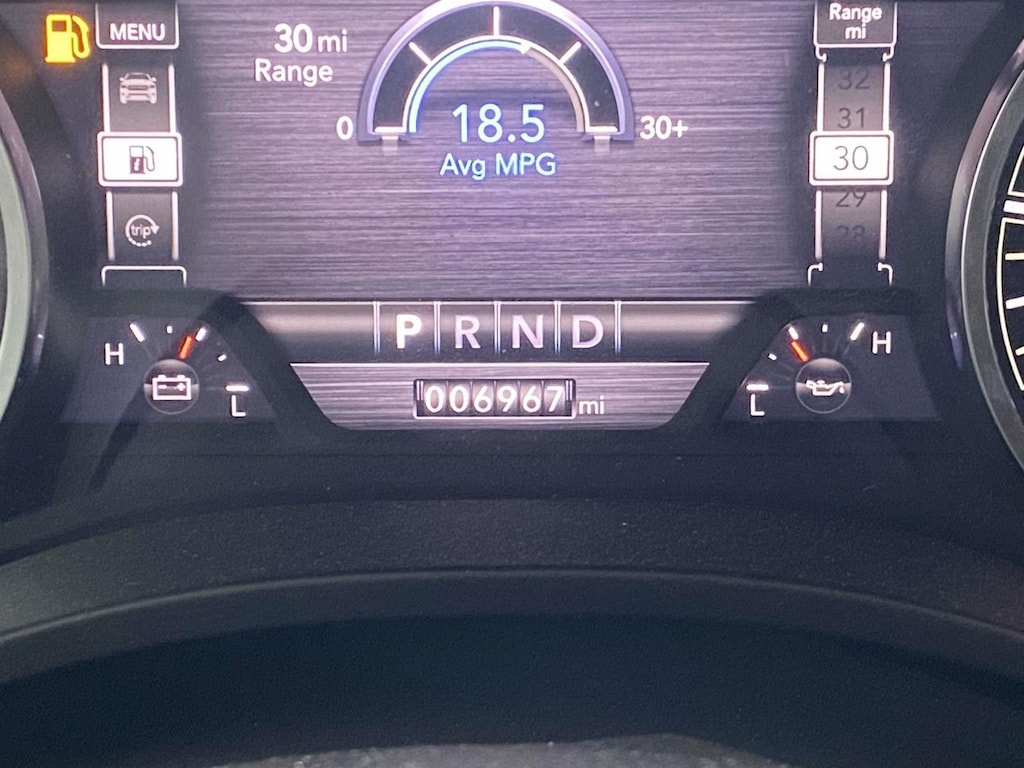 MENU
30 mi
Range
0
18.5
30+
Avg MPG
i
trip
Range
mi
32
31
30
29
28
P R N D
H
L
006967 mi
L
H